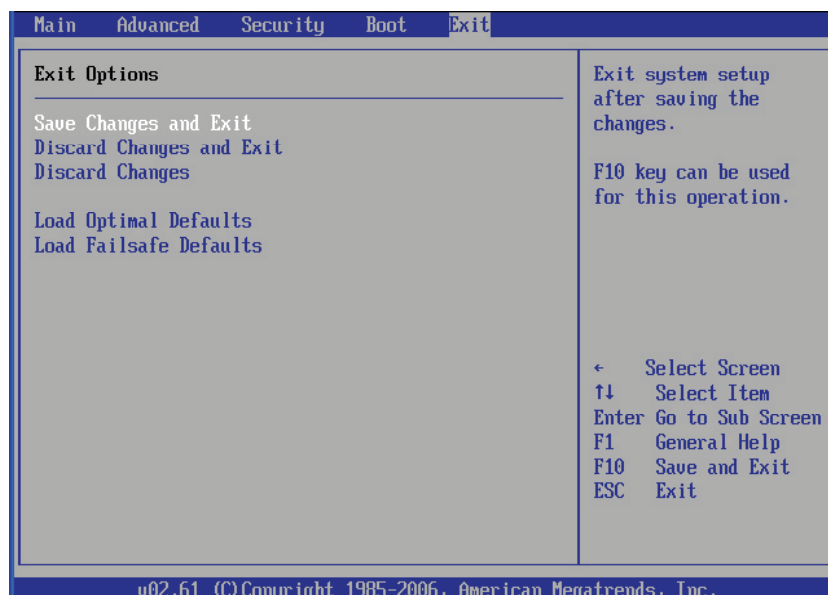 Main Advanced Security Boot Exit
Exit Options
Save Changes and Exit
Discard Changes and Exit
Discard Changes
Load Optimal Defaults
Load Failsafe Defaults
Exit system setup
after saving the
changes.
F10 key can be used
for this operation.
← Select Screen
↑↓ Select Item
Enter Go to Sub Screen
F1 General Help
F10 Save and Exit
ESC Exit
v02.61 (C)Copyright 1985-2006, American Megatrends, Inc.